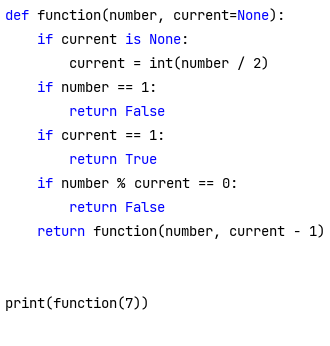 def function(number, current=None):
    if current is None:
        current = int(number / 2)
    if number == 1:
        return False
    if current == 1:
        return True
    if number % current == 0:
        return False
    return function(number, current - 1)
print(function(7))